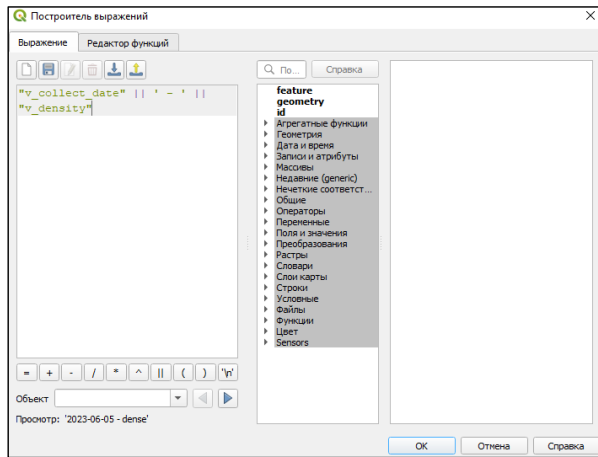 Построитель выражений
Выражение Редактор функций
По... Справка
"v_collect_date" || ' - ' ||
"v_density"
feature
geometry
id
Агрегатные функции
Геометрия
Дата и время
Записи и атрибуты
Массивы
Недавние (generic)
Нечеткие соответст...
Общие
Операторы
Переменные
Поля и значения
Преобразования
Растры
Словари
Слои карты
Строки
Условные
Файлы
Функции
Цвет
Sensors
= + - / * ^ || ( ) '\n'
Объект
Просмотр: '2023-06-05 - dense'
OK Отмена Справка